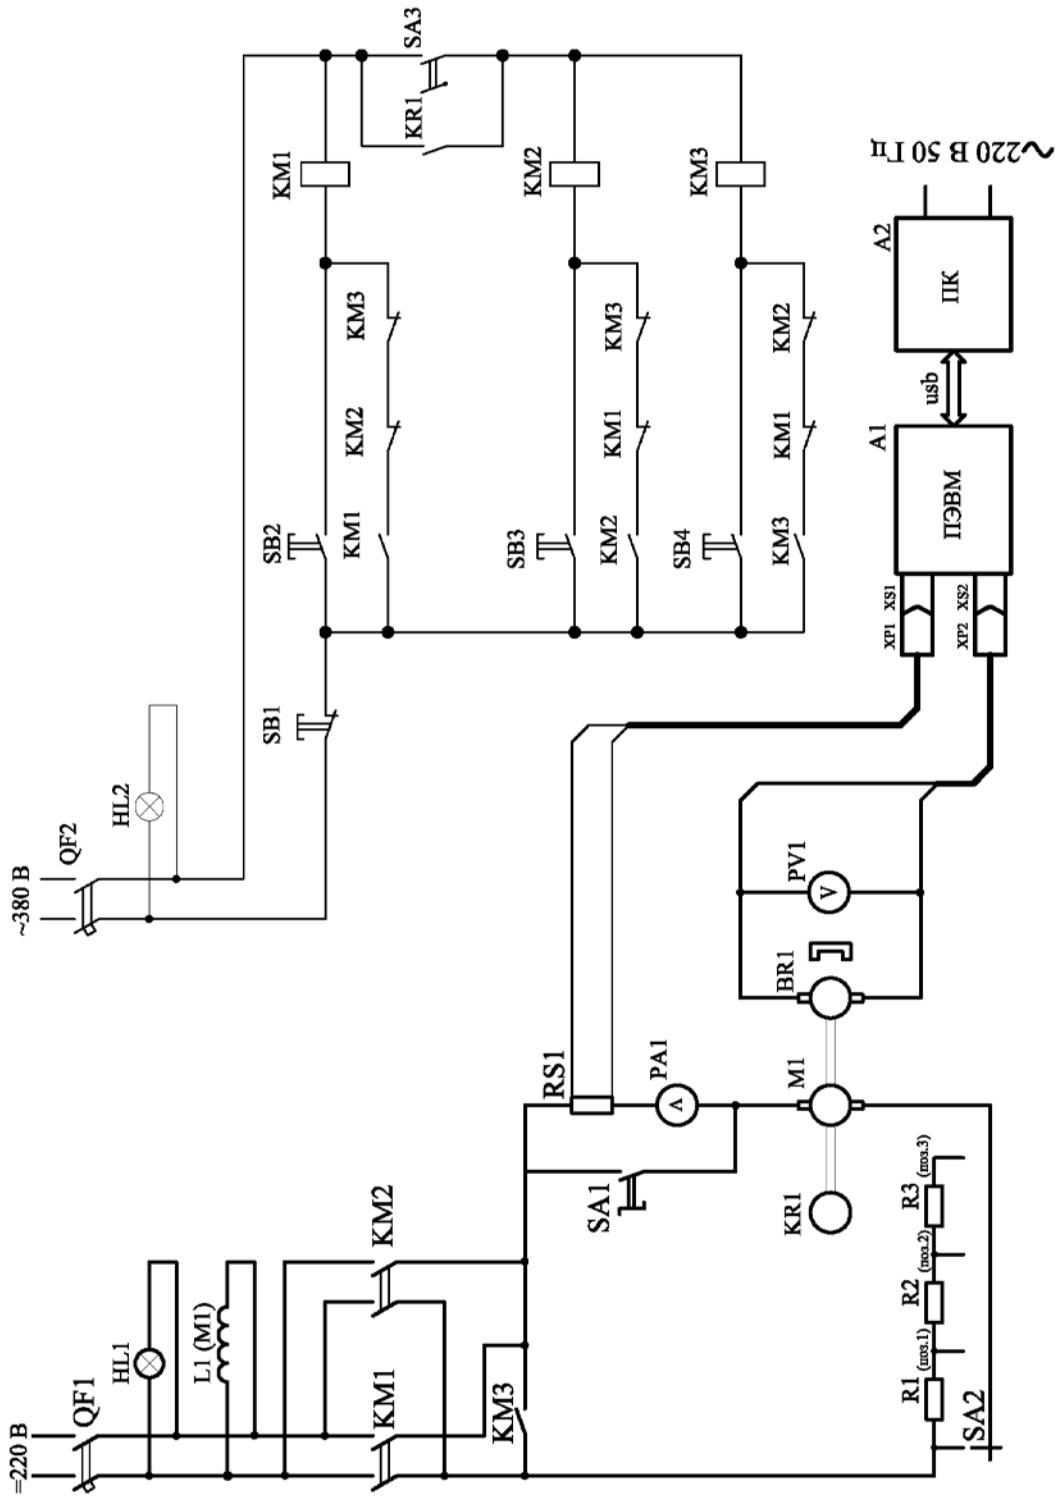 =220 В
~380 В
QF1
QF2
HL1
HL2
L1 (M1)
SB1
SB2
KM1
KM1
KM2
KM3
KM1
KM2
KR1
SA3
KM3
RS1
SB3
KM2
SA1
KM2
KM1
KM3
PA1
A
SB4
KM3
KR1
M1
BR1
PV1
V
KM3
KM1
KM2
XP1
XS1
A1
A2
~220 В 50 Гц
R1
(поз.1)
R2
(поз.2)
R3
(поз.3)
usb
ПЭВМ
ПК
XP2
XS2
SA2